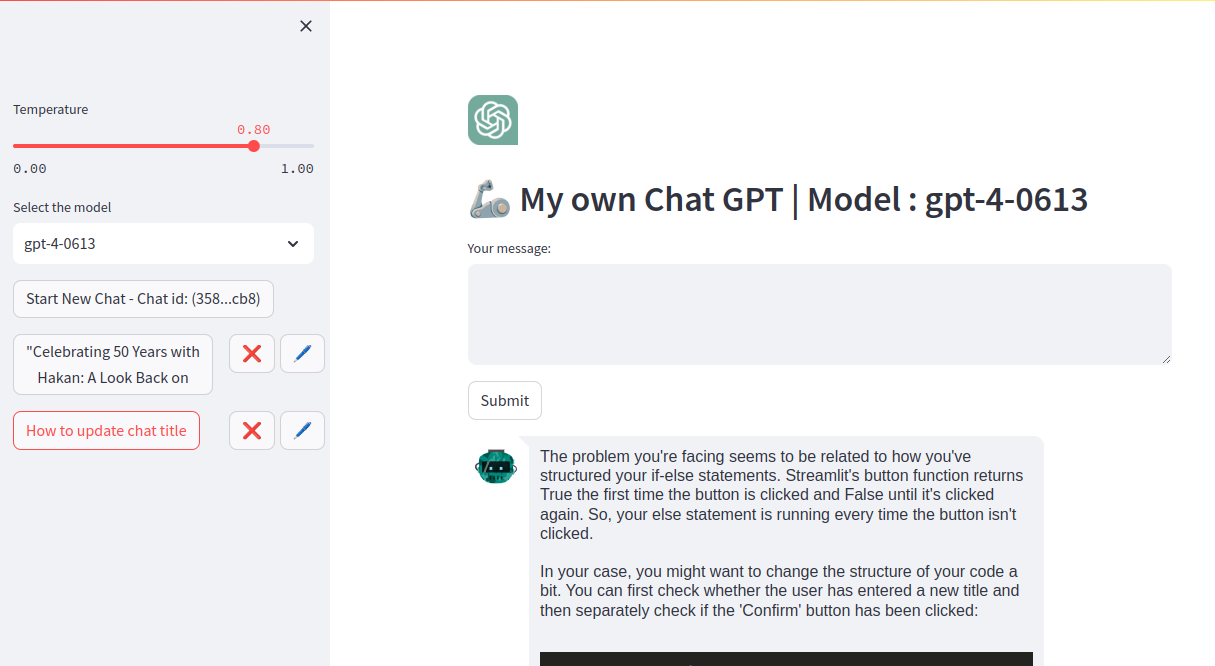 Temperature
0.80
0.00 1.00
Select the model
gpt-4-0613
Start New Chat - Chat id: (358...cb8)
"Celebrating 50 Years with
Hakan: A Look Back on
How to update chat title
My own Chat GPT | Model : gpt-4-0613
Your message:
Submit
The problem you're facing seems to be related to how you've
structured your if-else statements. Streamlit's button function returns
True the first time the button is clicked and False until it's clicked
again. So, your else statement is running every time the button isn't
clicked.
In your case, you might want to change the structure of your code a
bit. You can first check whether the user has entered a new title and
then separately check if the 'Confirm' button has been clicked: